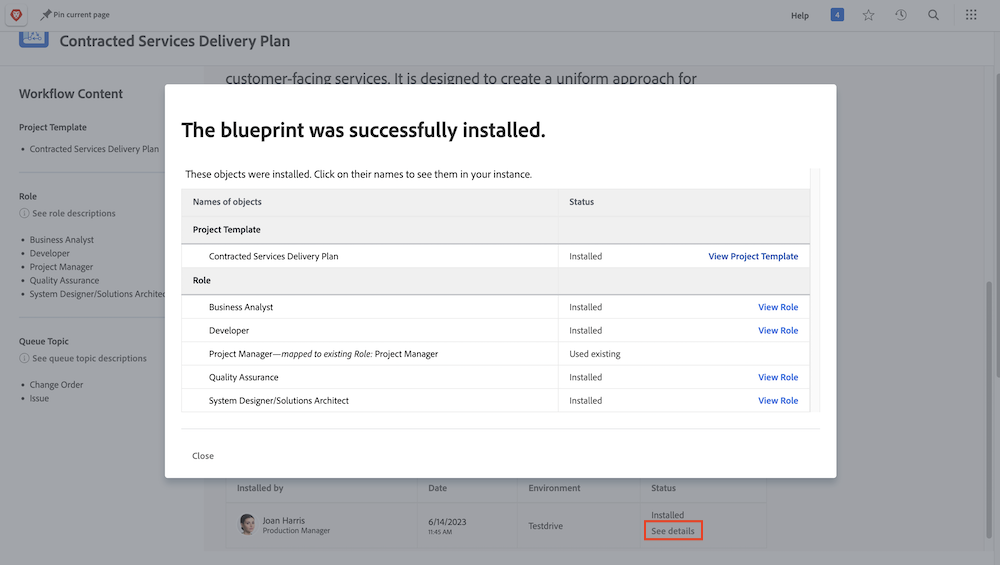 Pin current page
Help
4
Contracted Services Delivery Plan
customer-facing services. It is designed to create a uniform approach for
Workflow Content
Project Template
Contracted Services Delivery Plan
Role
See role descriptions
Business Analyst
Developer
Project Manager
Quality Assurance
System Designer/Solutions Architec
Queue Topic
See queue topic descriptions
Change Order
Issue
The blueprint was successfully installed.
These objects were installed. Click on their names to see them in your instance.
Names of objects Status
Project Template
Contracted Services Delivery Plan Installed View Project Template
Role
Business Analyst Installed View Role
Developer Installed View Role
Project Manager—mapped to existing Role: Project Manager Used existing
Quality Assurance Installed View Role
System Designer/Solutions Architect Installed View Role
Close
Installed by Date Environment Status
Joan Harris
Production Manager
6/14/2023
11:45 AM
Testdrive
Installed
See details